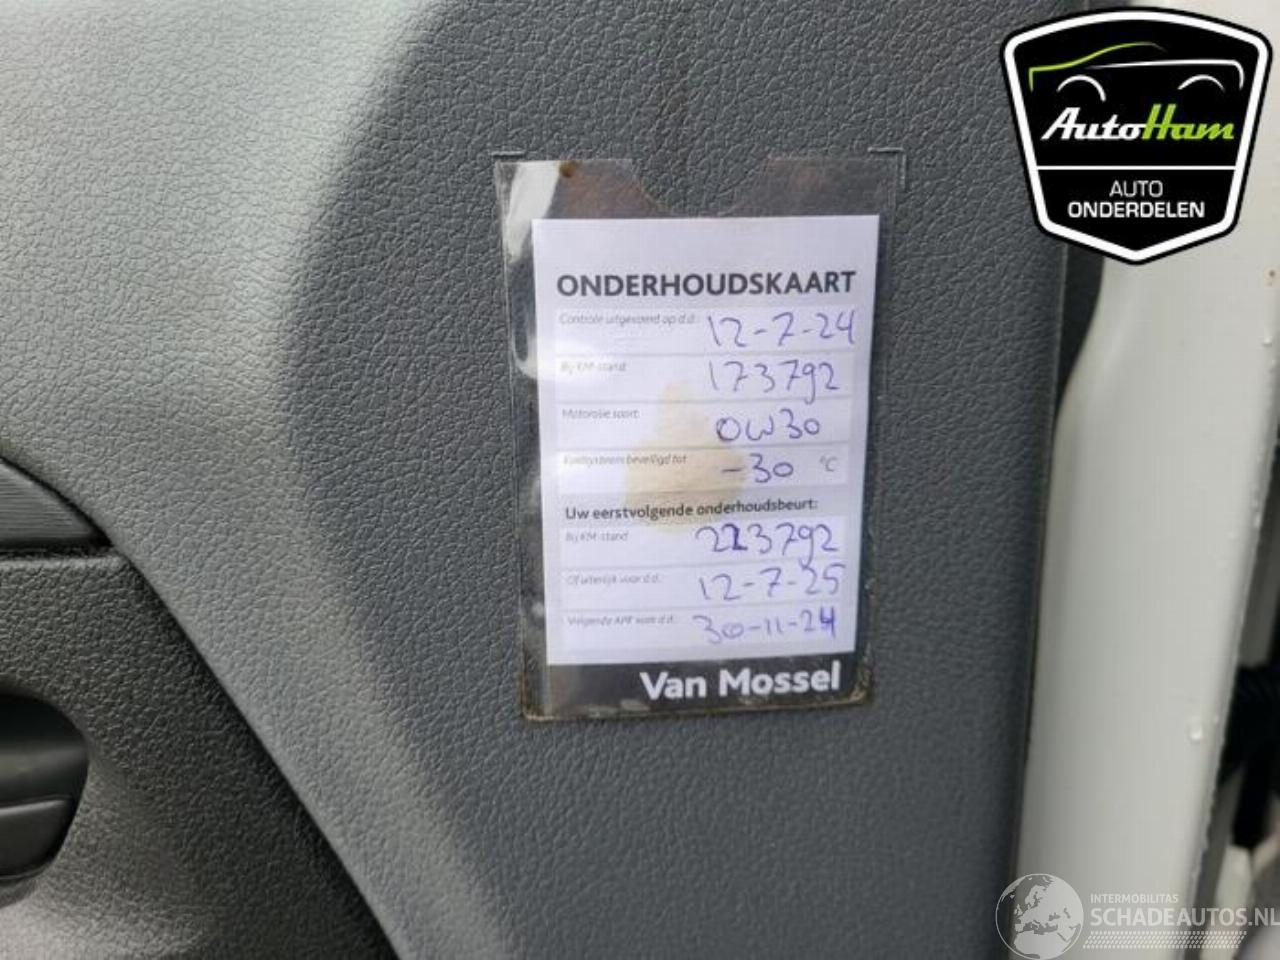 AutoHam
AUTO
ONDERDELEN
ONDERHOUDSKAART
Controle uitgevoerd op d.d.: 12-7-24
Bij KM-stand: 173792
Motorolie soort: 0W30
Koelsysteem beveiligd tot -30 °C
Uw eerstvolgende onderhoudsbeurt:
Bij KM-stand 223792
Of uiterlijk voor d.d.: 12-7-25
Volgende APK voor d.d.: 30-11-24
Van Mossel
INTERMOBILITAS
SCHADEAUTOS.NL